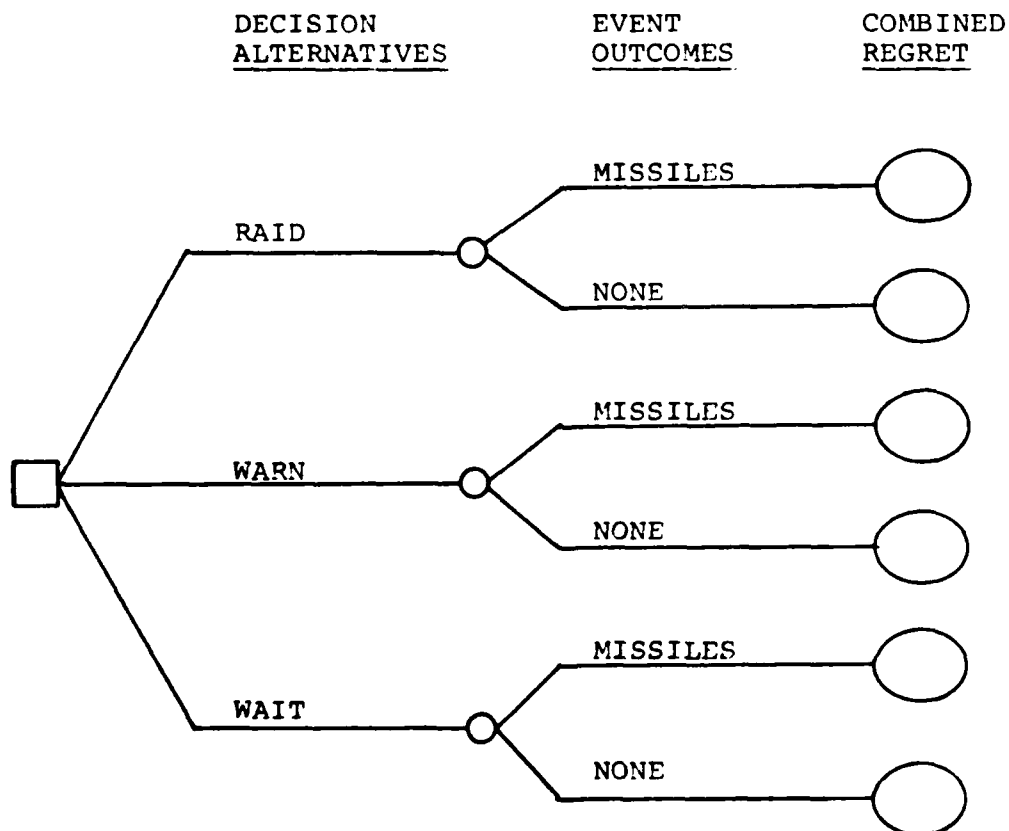 DECISION ALTERNATIVES
EVENT OUTCOMES
COMBINED REGRET
MISSILES
RAID
NONE
MISSILES
WARN
NONE
MISSILES
WAIT
NONE